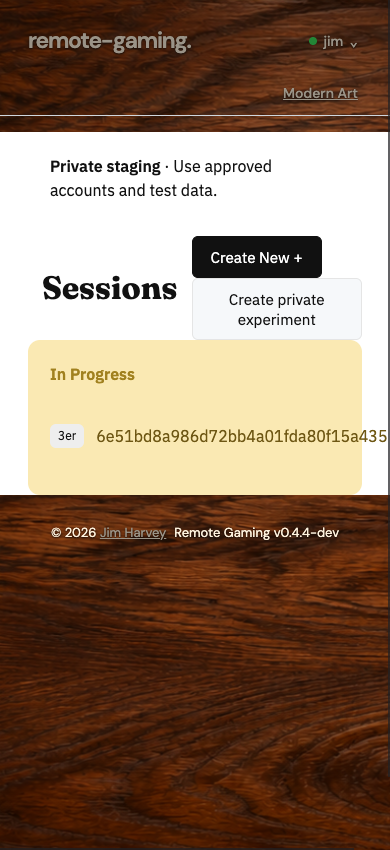 remote-gaming.
jim
Modern Art
Private staging · Use approved
accounts and test data.
Create New +
Sessions
Create private
experiment
In Progress
3er 6e51bd8a986d72bb4a01fda80f15a435
© 2026 Jim Harvey Remote Gaming v0.4.4-dev